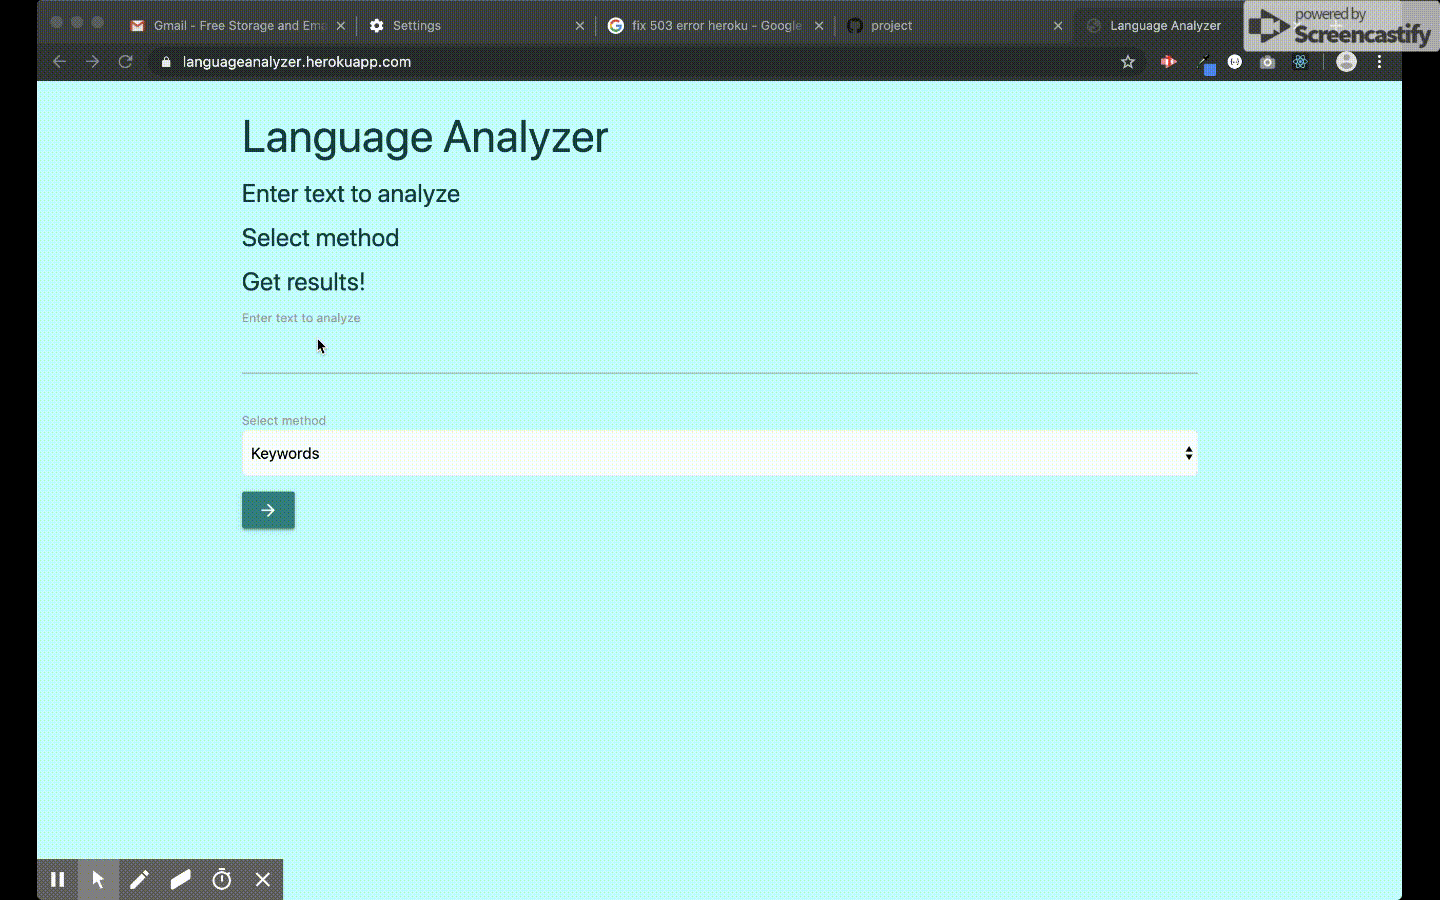 Gmail - Free Storage and Ema
Settings
fix 503 error heroku - Google
project
Language Analyzer
powered by
Screencastify
languageanalyzer.herokuapp.com
Language Analyzer
Enter text to analyze
Select method
Get results!
Enter text to analyze
Select method
Keywords